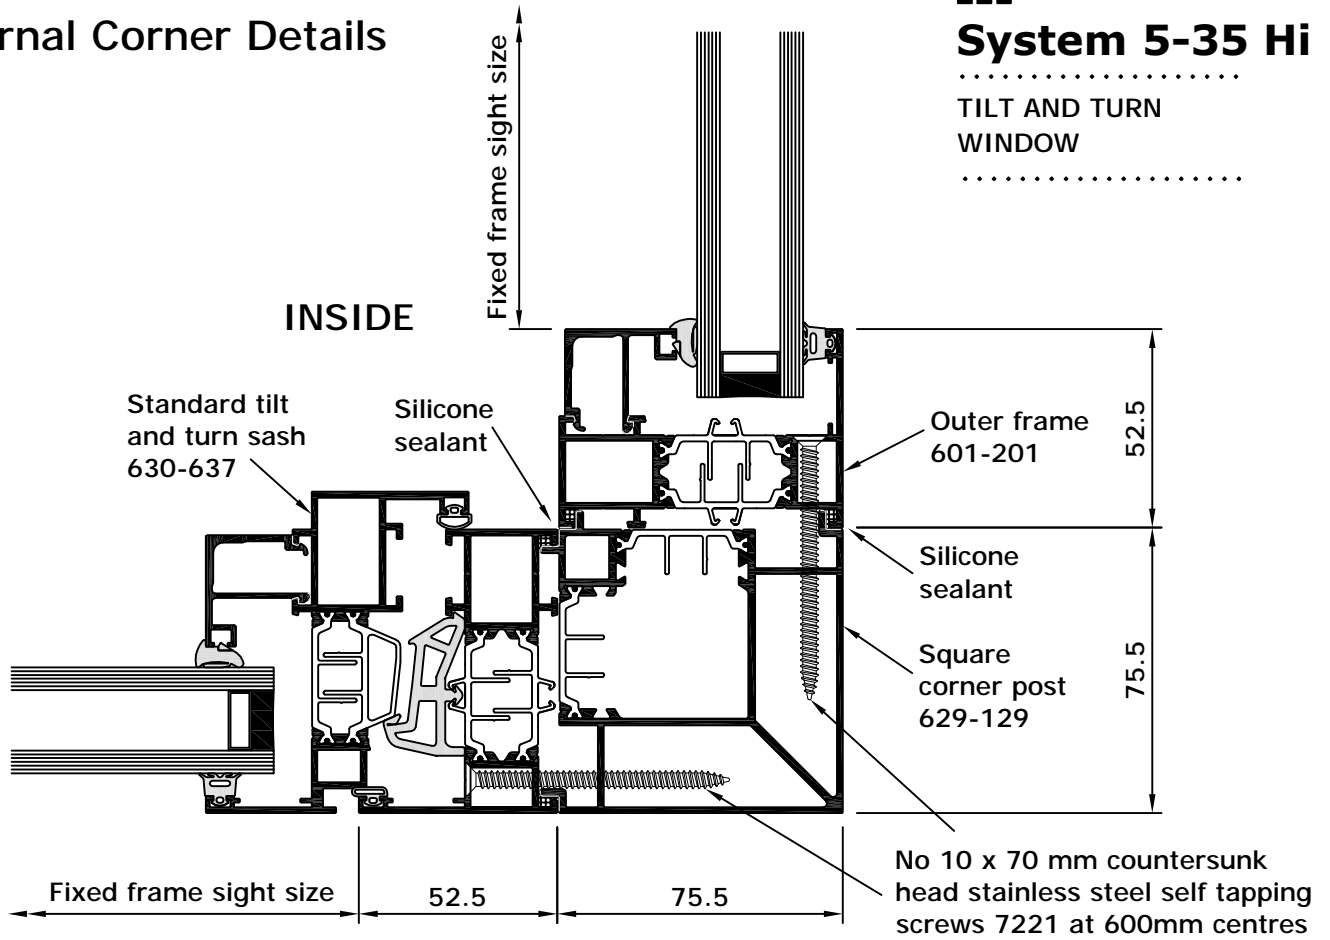 rnal Corner Details
System 5-35 Hi
TILT AND TURN
WINDOW
Fixed frame sight size
INSIDE
Standard tilt
and turn sash
630-637
Silicone
sealant
Outer frame
601-201
52.5
Silicone
sealant
Square
corner post
629-129
75.5
No 10 x 70 mm countersunk
head stainless steel self tapping
screws 7221 at 600mm centres
Fixed frame sight size
52.5
75.5